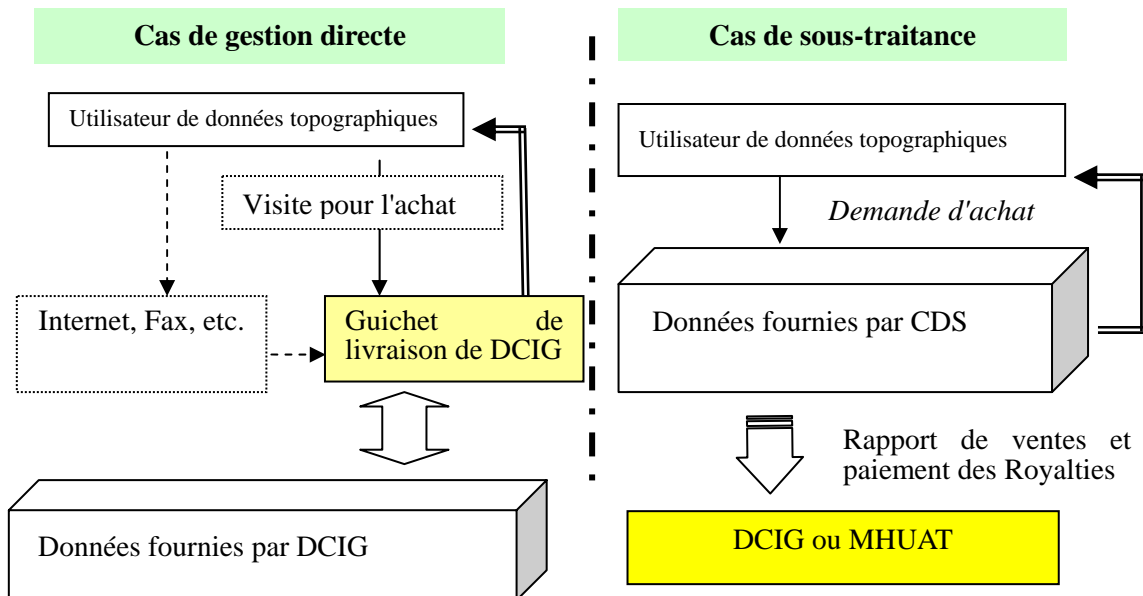 Cas de gestion directe
Utilisateur de données topographiques
Visite pour l'achat
Internet, Fax, etc.
Guichet de
livraison de DCIG
Données fournies par DCIG
Cas de sous-traitance
Utilisateur de données topographiques
Demande d'achat
Données fournies par CDS
Rapport de ventes et
paiement des Royalties
DCIG ou MHUAT